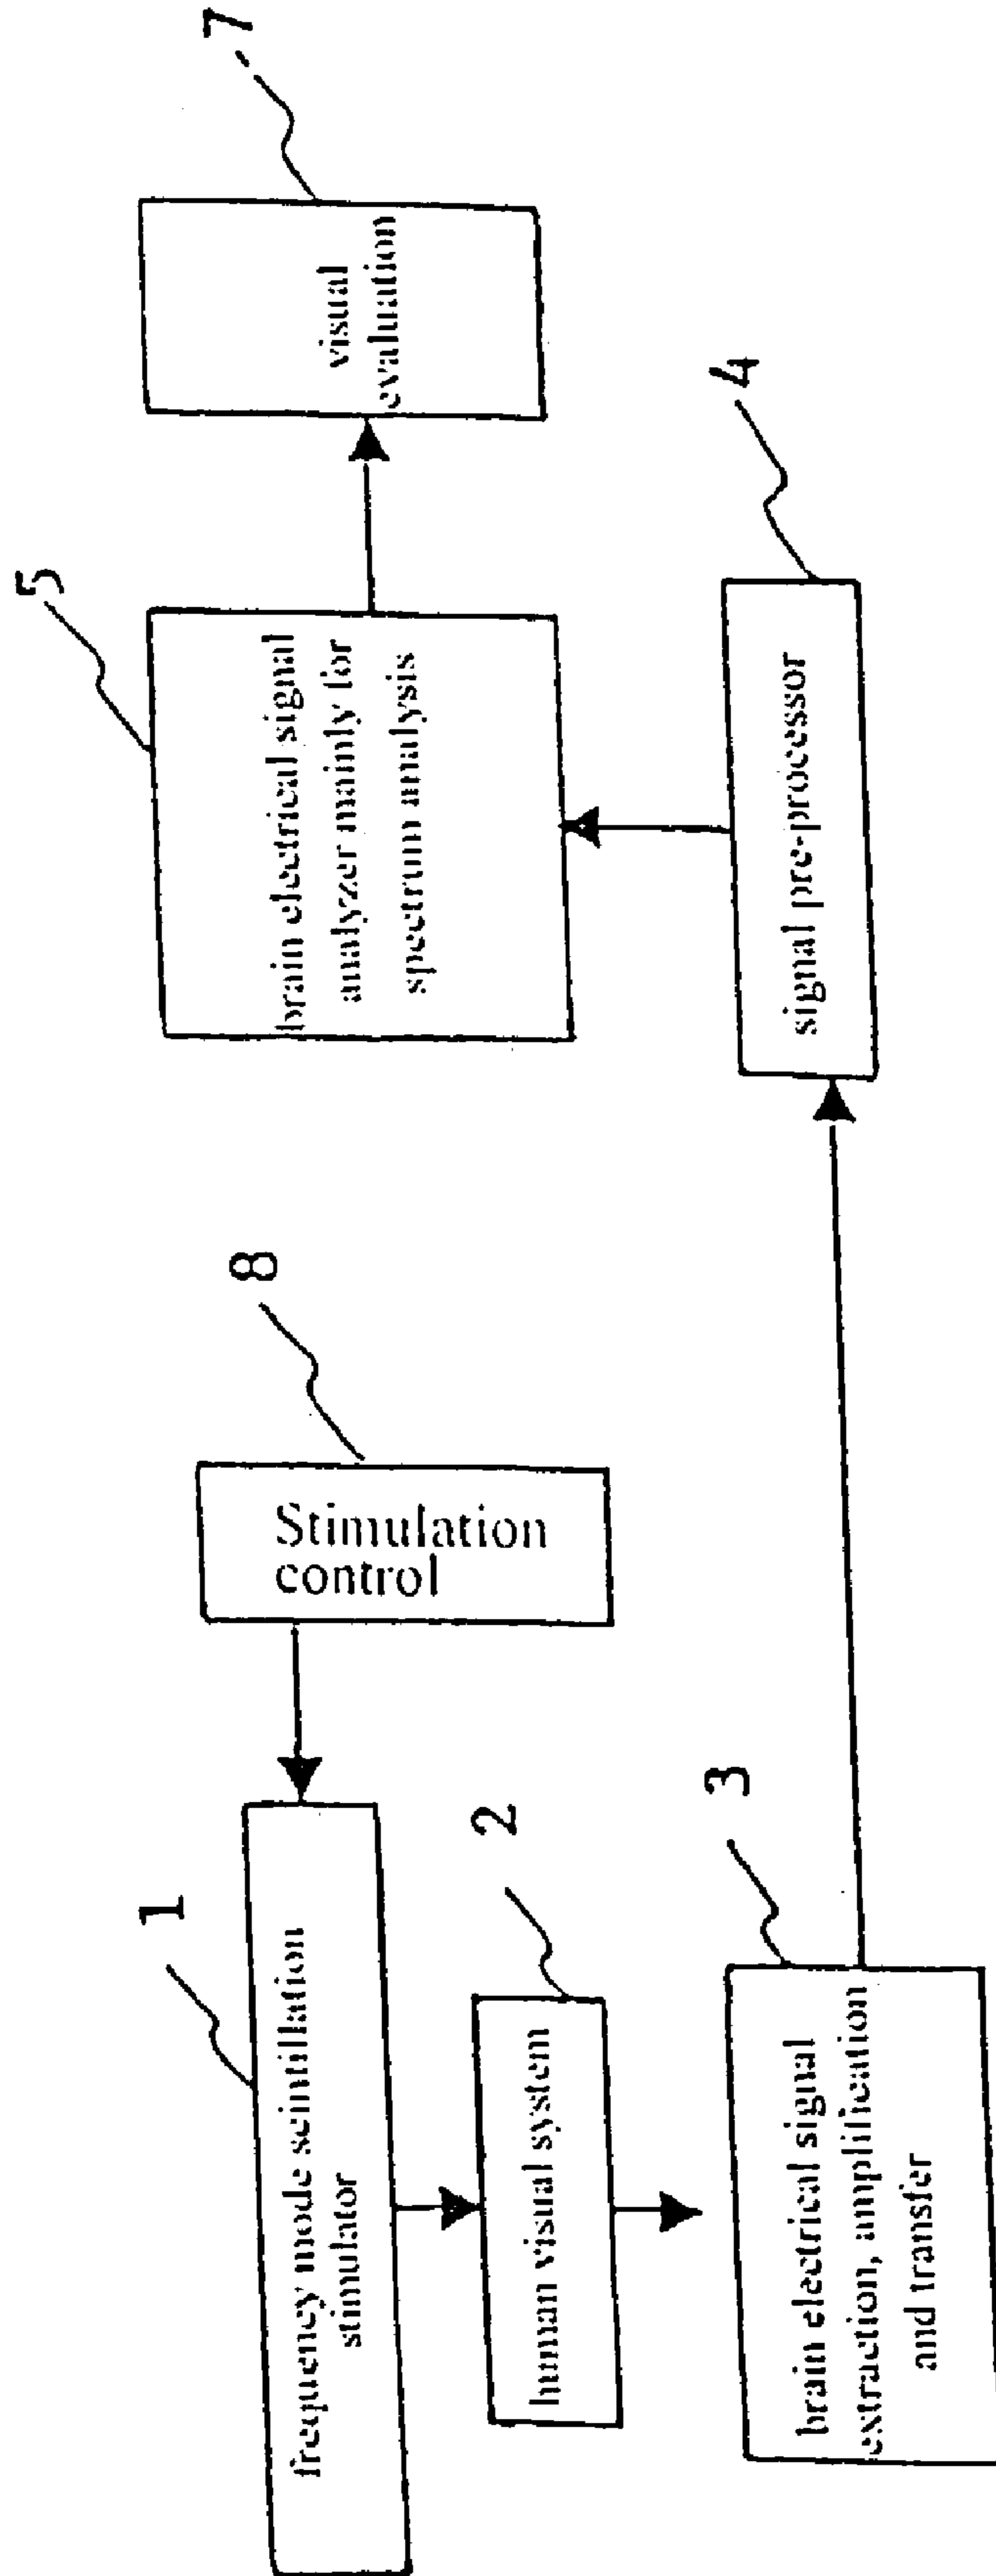 1
frequency mode scintillation
stimulator
8
Stimulation
control
2
human visual system
3
brain electrical signal
extraction, amplification
and transfer
4
signal pre-processor
5
brain electrical signal
analyzer mainly for
spectrum analysis
7
visual
evaluation